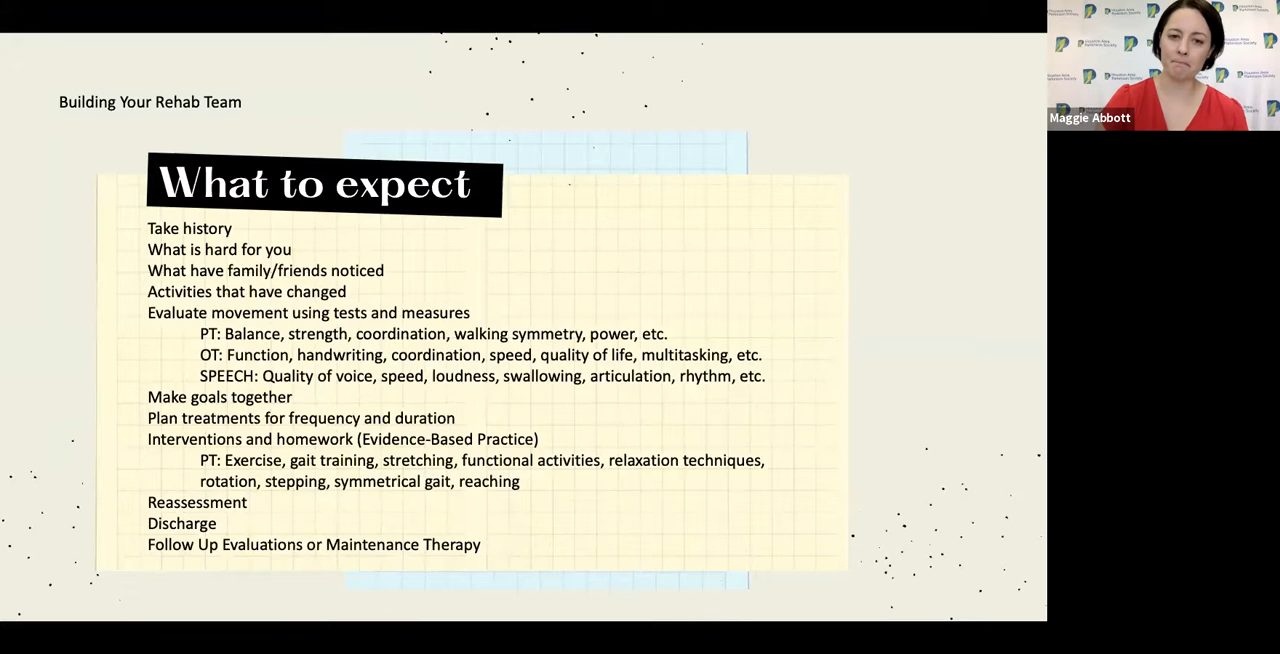 Building Your Rehab Team
What to expect
Take history
What is hard for you
What have family/friends noticed
Activities that have changed
Evaluate movement using tests and measures
PT: Balance, strength, coordination, walking symmetry, power, etc.
OT: Function, handwriting, coordination, speed, quality of life, multitasking, etc.
SPEECH: Quality of voice, speed, loudness, swallowing, articulation, rhythm, etc.
Make goals together
Plan treatments for frequency and duration
Interventions and homework (Evidence-Based Practice)
PT: Exercise, gait training, stretching, functional activities, relaxation techniques,
rotation, stepping, symmetrical gait, reaching
Reassessment
Discharge
Follow Up Evaluations or Maintenance Therapy
Houston Area
Parkinson Society
Maggie Abbott